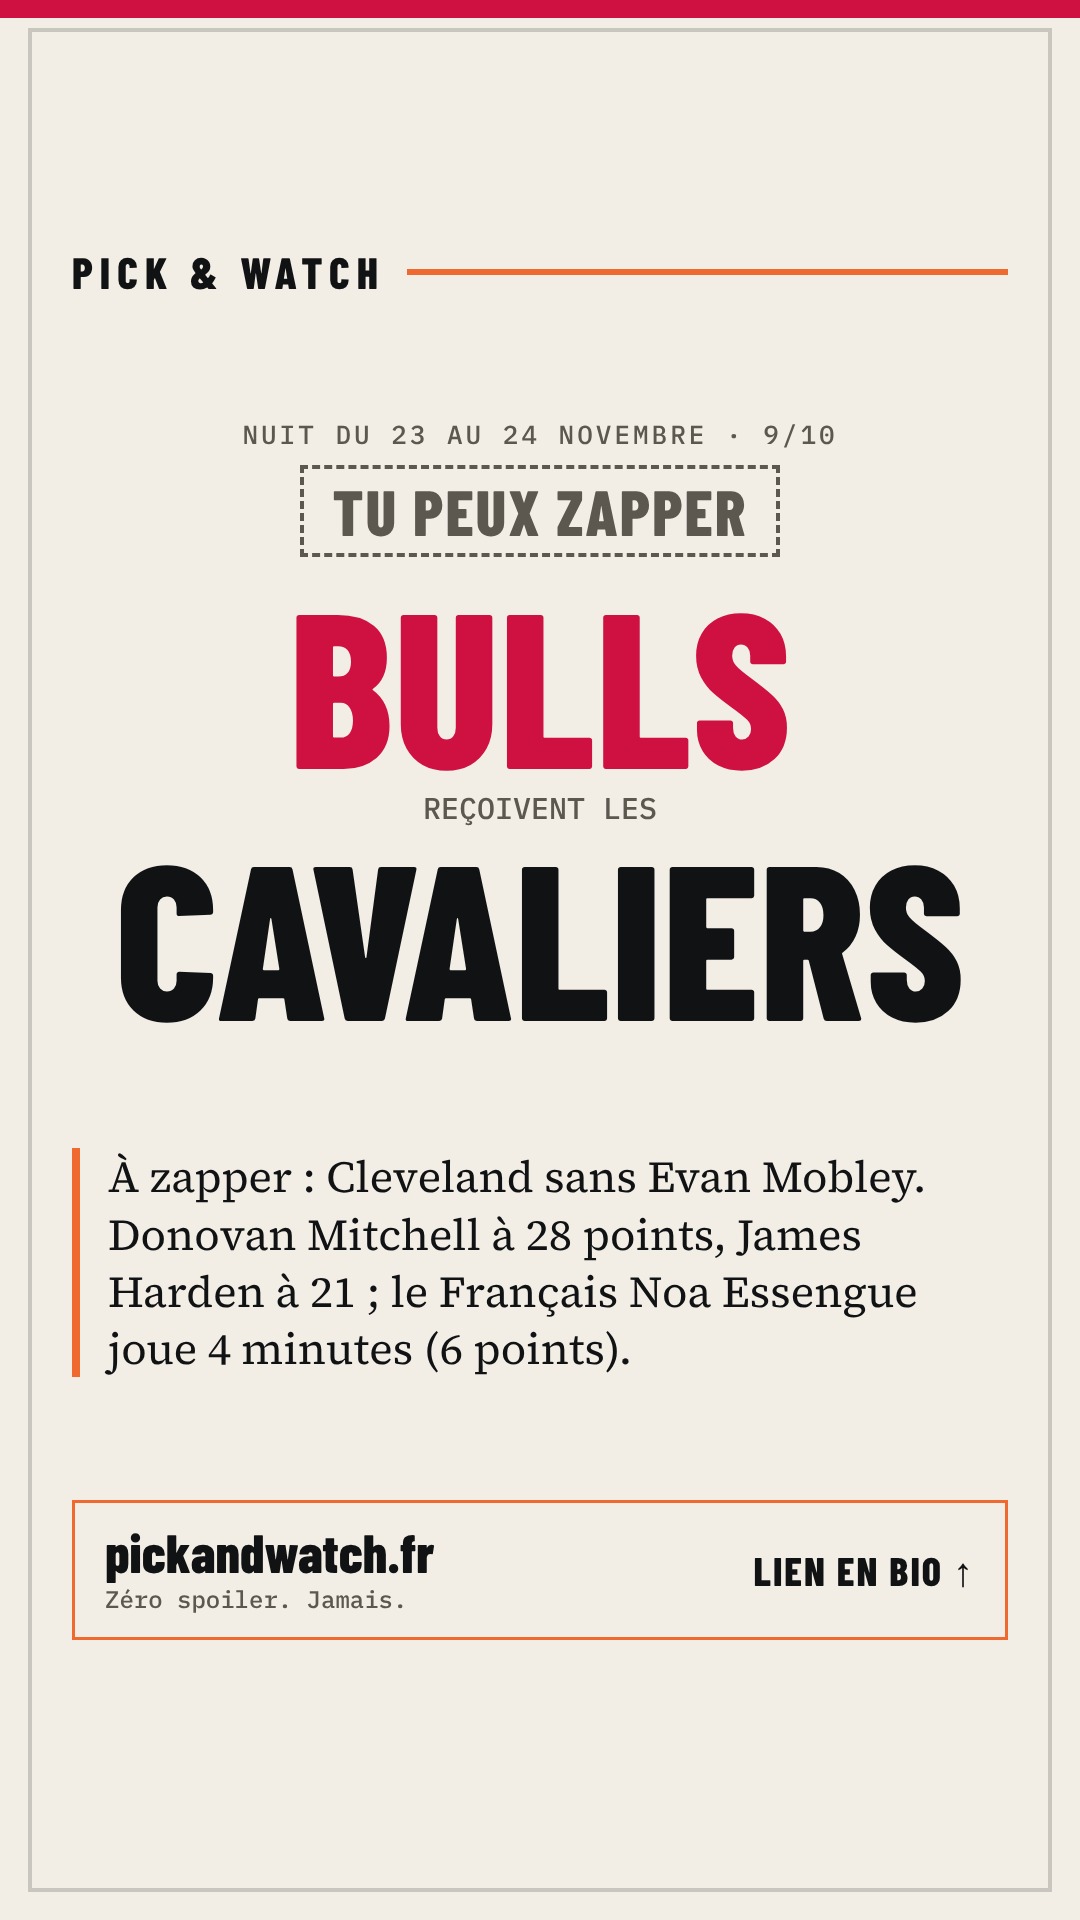 PICK & WATCH
NUIT DU 23 AU 24 NOVEMBRE · 9/10
TU PEUX ZAPPER
BULLS
REÇOIVENT LES
CAVALIERS
À zapper : Cleveland sans Evan Mobley.
Donovan Mitchell à 28 points, James
Harden à 21 ; le Français Noa Essengue
joue 4 minutes (6 points).
pickandwatch.fr
Zéro spoiler. Jamais.
LIEN EN BIO ↑